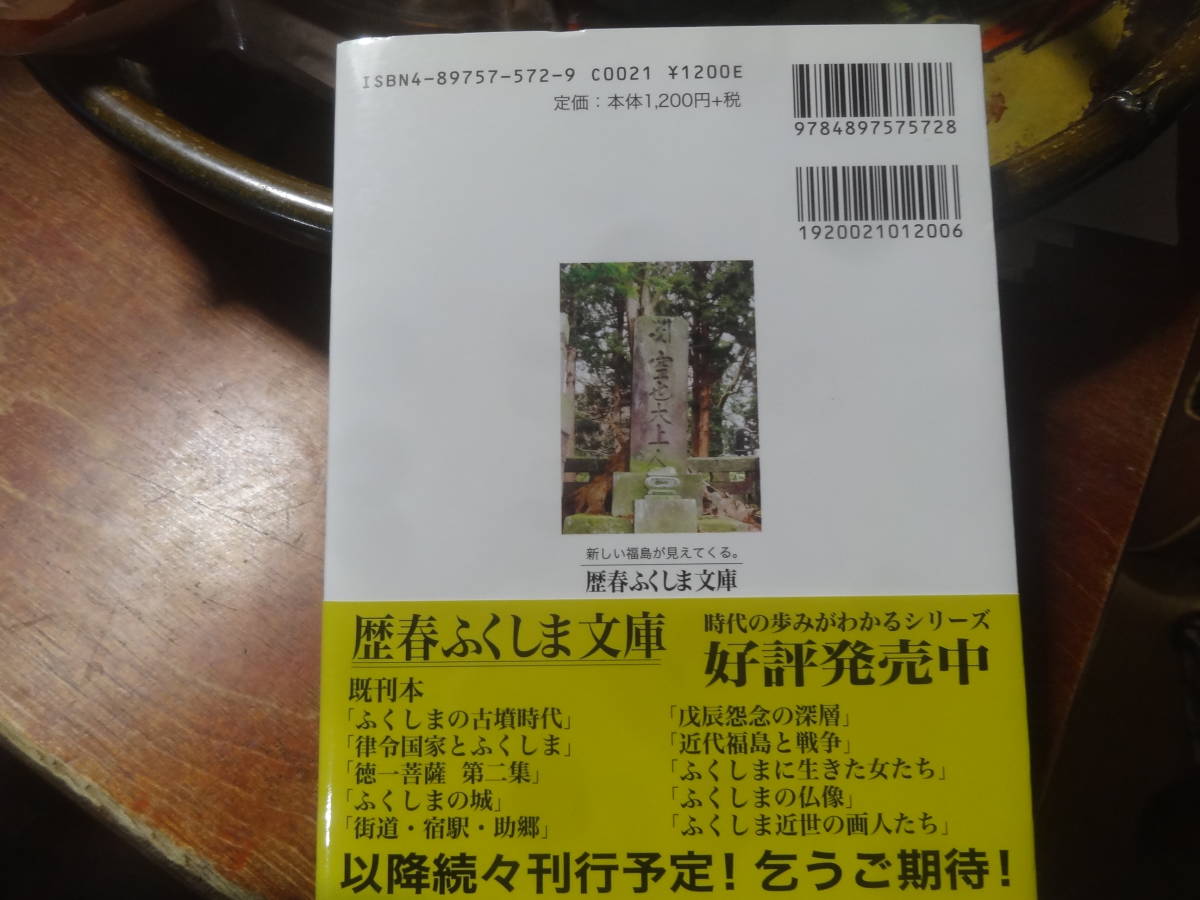 ISBN4-89757-572-9 C0021 ¥1200E
定価：本体1,200円+税
9784897575728
1920021012006
空也大上人
新しい福島が見えてくる。
歴春ふくしま文庫
歴春ふくしま文庫
時代の歩みがわかるシリーズ
好評発売中
既刊本
「ふくしまの古墳時代」
「律令国家とふくしま」
「徳一菩薩 第二集」
「ふくしまの城」
「街道・宿駅・助郷」
「戊辰怨念の深層」
「近代福島と戦争」
「ふくしまに生きた女たち」
「ふくしまの仏像」
「ふくしま近世の画人たち」
以降続々刊行予定！乞うご期待！